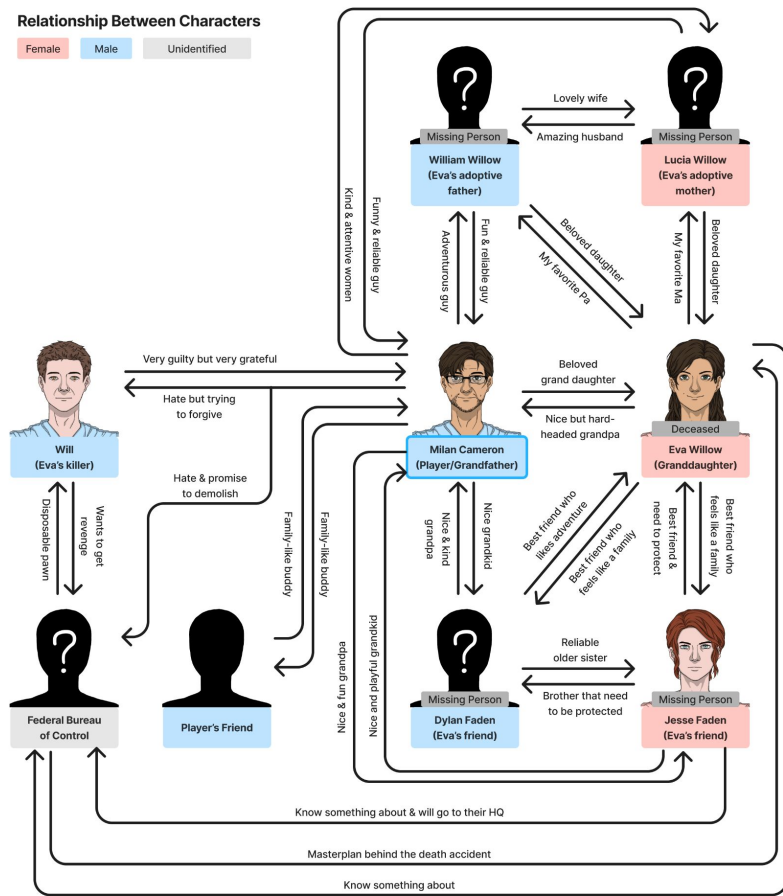 Relationship Between Characters
Female
Male
Unidentified
?
?
Lovely wife
Amazing husband
Missing Person
Missing Person
William Willow
(Eva's adoptive
father)
Lucia Willow
(Eva's adoptive
mother)
Kind & attentive women
Funny & reliable guy
Adventurous guy
Fun & reliable guy
Beloved daughter
My favorite Pa
My favorite Ma
Beloved daughter
Very guilty but very grateful
Hate but trying
to forgive
Beloved
grand daughter
Nice but hard-
headed grandpa
Deceased
Will
(Eva's killer)
Milan Cameron
(Player/Grandfather)
Eva Willow
(Granddaughter)
Hate & promise
to demolish
Disposable pawn
Wants to get
revenge
Family-like buddy
Family-like buddy
Nice & kind
grandpa
Nice grandkid
Best friend who
likes adventure
Best friend who
feels like a family
Best friend &
need to protect
Best friend who
feels like a family
Nice & fun grandpa
Nice and playful grandkid
?
?
Reliable
older sister
Brother that need
to be protected
Missing Person
Missing Person
Federal Bureau
of Control
Player's Friend
Dylan Faden
(Eva's friend)
Jesse Faden
(Eva's friend)
Know something about & will go to their HQ
Masterplan behind the death accident
Know something about